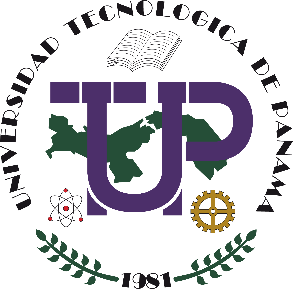 UNIVERSIDAD TECNOLOGICA DE PANAMA
UTP
1981